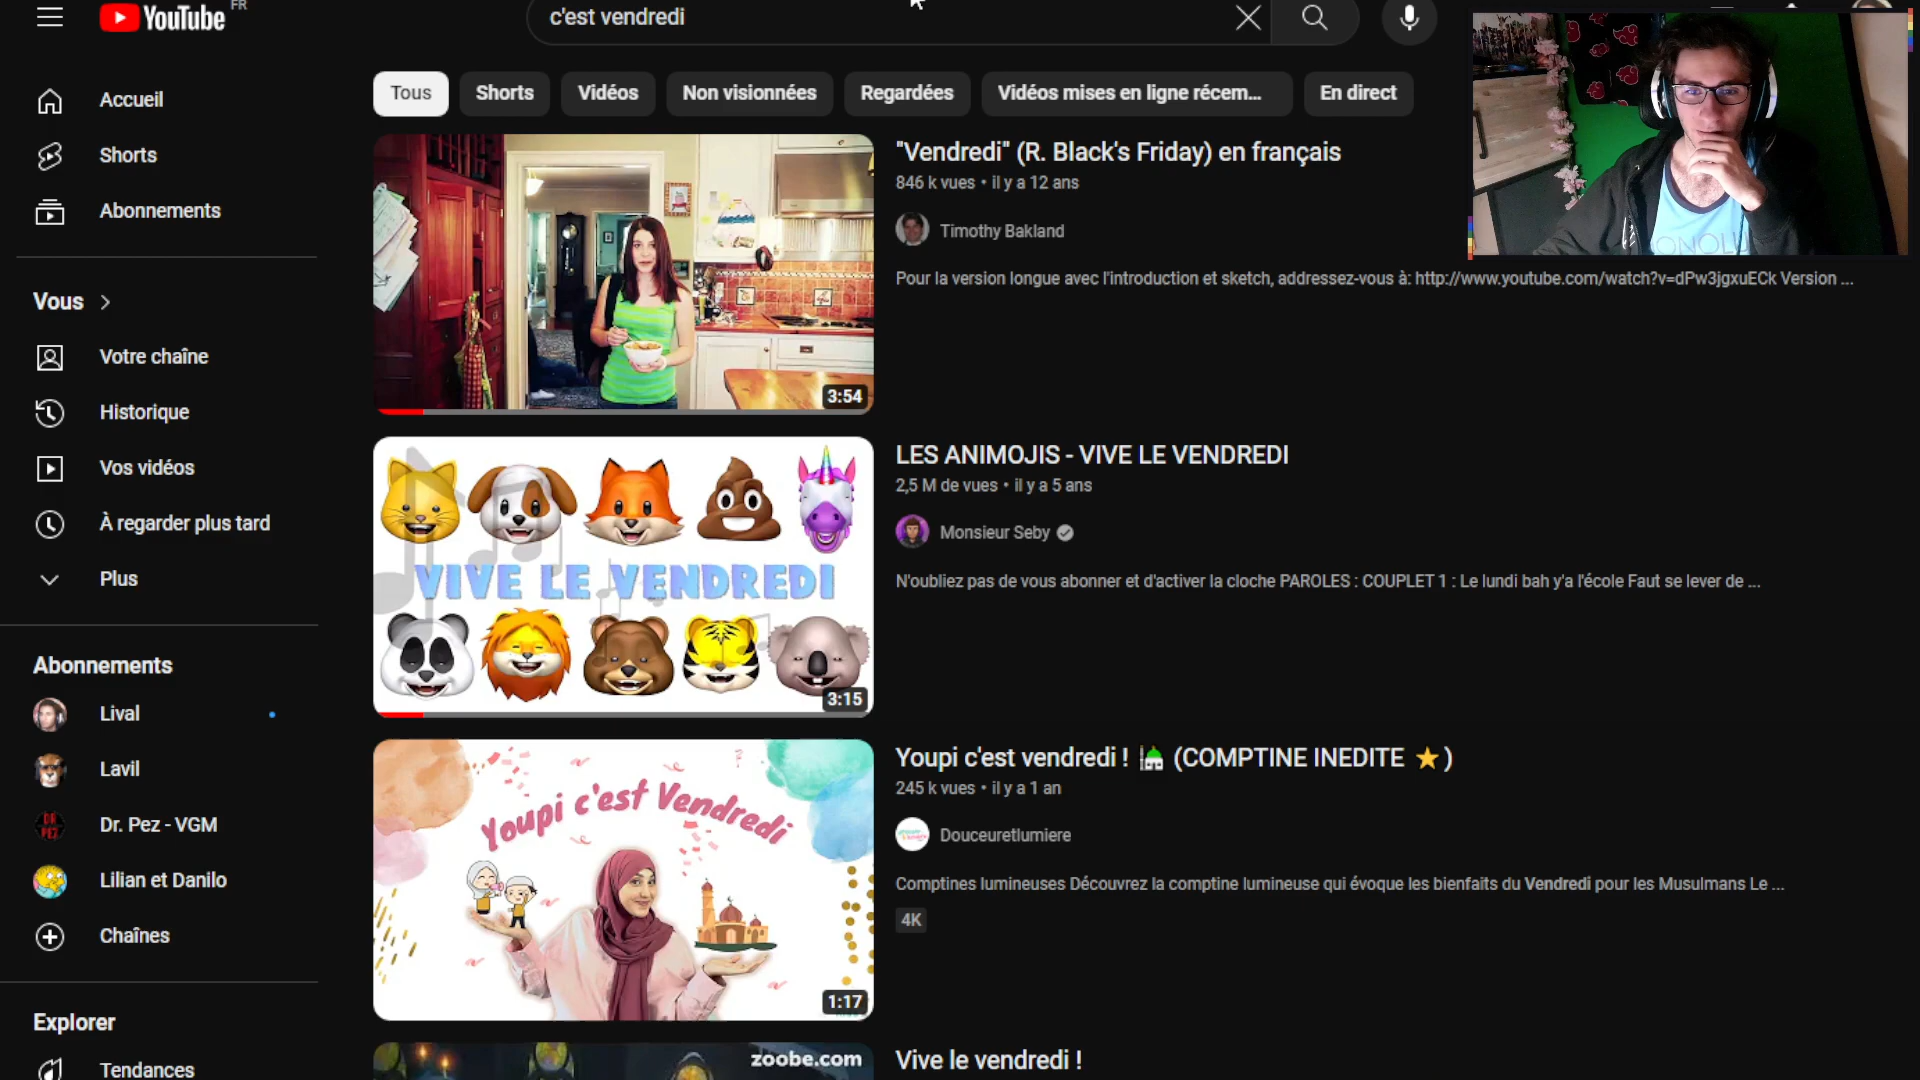 YouTube FR
c'est vendredi
Accueil
Shorts
Abonnements
Vous
Votre chaîne
Historique
Vos vidéos
À regarder plus tard
Plus
Abonnements
Lival
Lavil
Dr. Pez - VGM
Lilian et Danilo
Chaînes
Explorer
Tendances
Tous
Shorts
Vidéos
Non visionnées
Regardées
Vidéos mises en ligne récem...
En direct
3:54
"Vendredi" (R. Black's Friday) en français
846 k vues • il y a 12 ans
Timothy Bakland
Pour la version longue avec l'introduction et sketch, addressez-vous à: http://www.youtube.com/watch?v=dPw3jgxuECk Version ...
VIVE LE VENDREDI
3:15
LES ANIMOJIS - VIVE LE VENDREDI
2,5 M de vues • il y a 5 ans
Monsieur Seby
N'oubliez pas de vous abonner et d'activer la cloche PAROLES : COUPLET 1 : Le lundi bah y'a l'école Faut se lever de ...
Youpi c'est Vendredi
1:17
Youpi c'est vendredi ! 🕌 (COMPTINE INEDITE ⭐)
245 k vues • il y a 1 an
Douceuretlumiere
Comptines lumineuses Découvrez la comptine lumineuse qui évoque les bienfaits du Vendredi pour les Musulmans Le ...
4K
zoobe.com
Vive le vendredi !